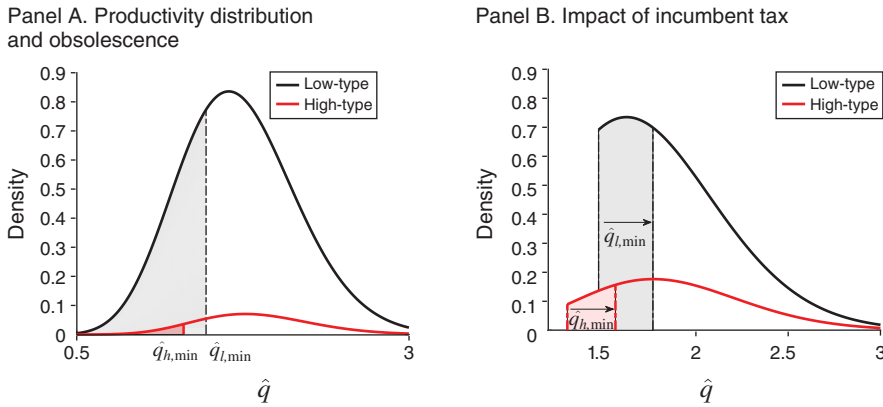 Panel A. Productivity distribution
and obsolescence
Density
0.9
0.8
0.7
0.6
0.5
0.4
0.3
0.2
0.1
0
Low-type
High-type
0.5
3
q̂h,min
q̂l,min
q̂
Panel B. Impact of incumbent tax
Density
0.9
0.8
0.7
0.6
0.5
0.4
0.3
0.2
0.1
0
Low-type
High-type
q̂l,min
q̂h,min
1.5
2
2.5
3
q̂